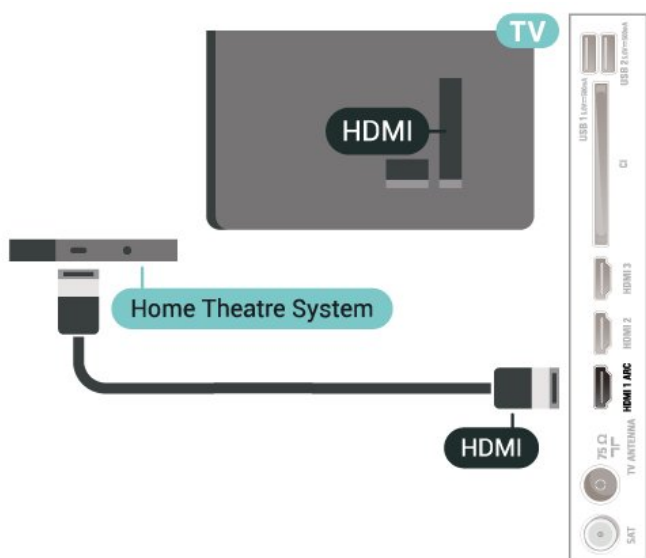 TV
HDMI
Home Theatre System
HDMI
USB 1
USB 2
CI
HDMI 3
HDMI 2
HDMI 1 ARC
75 Ω
TV ANTENNA
SAT